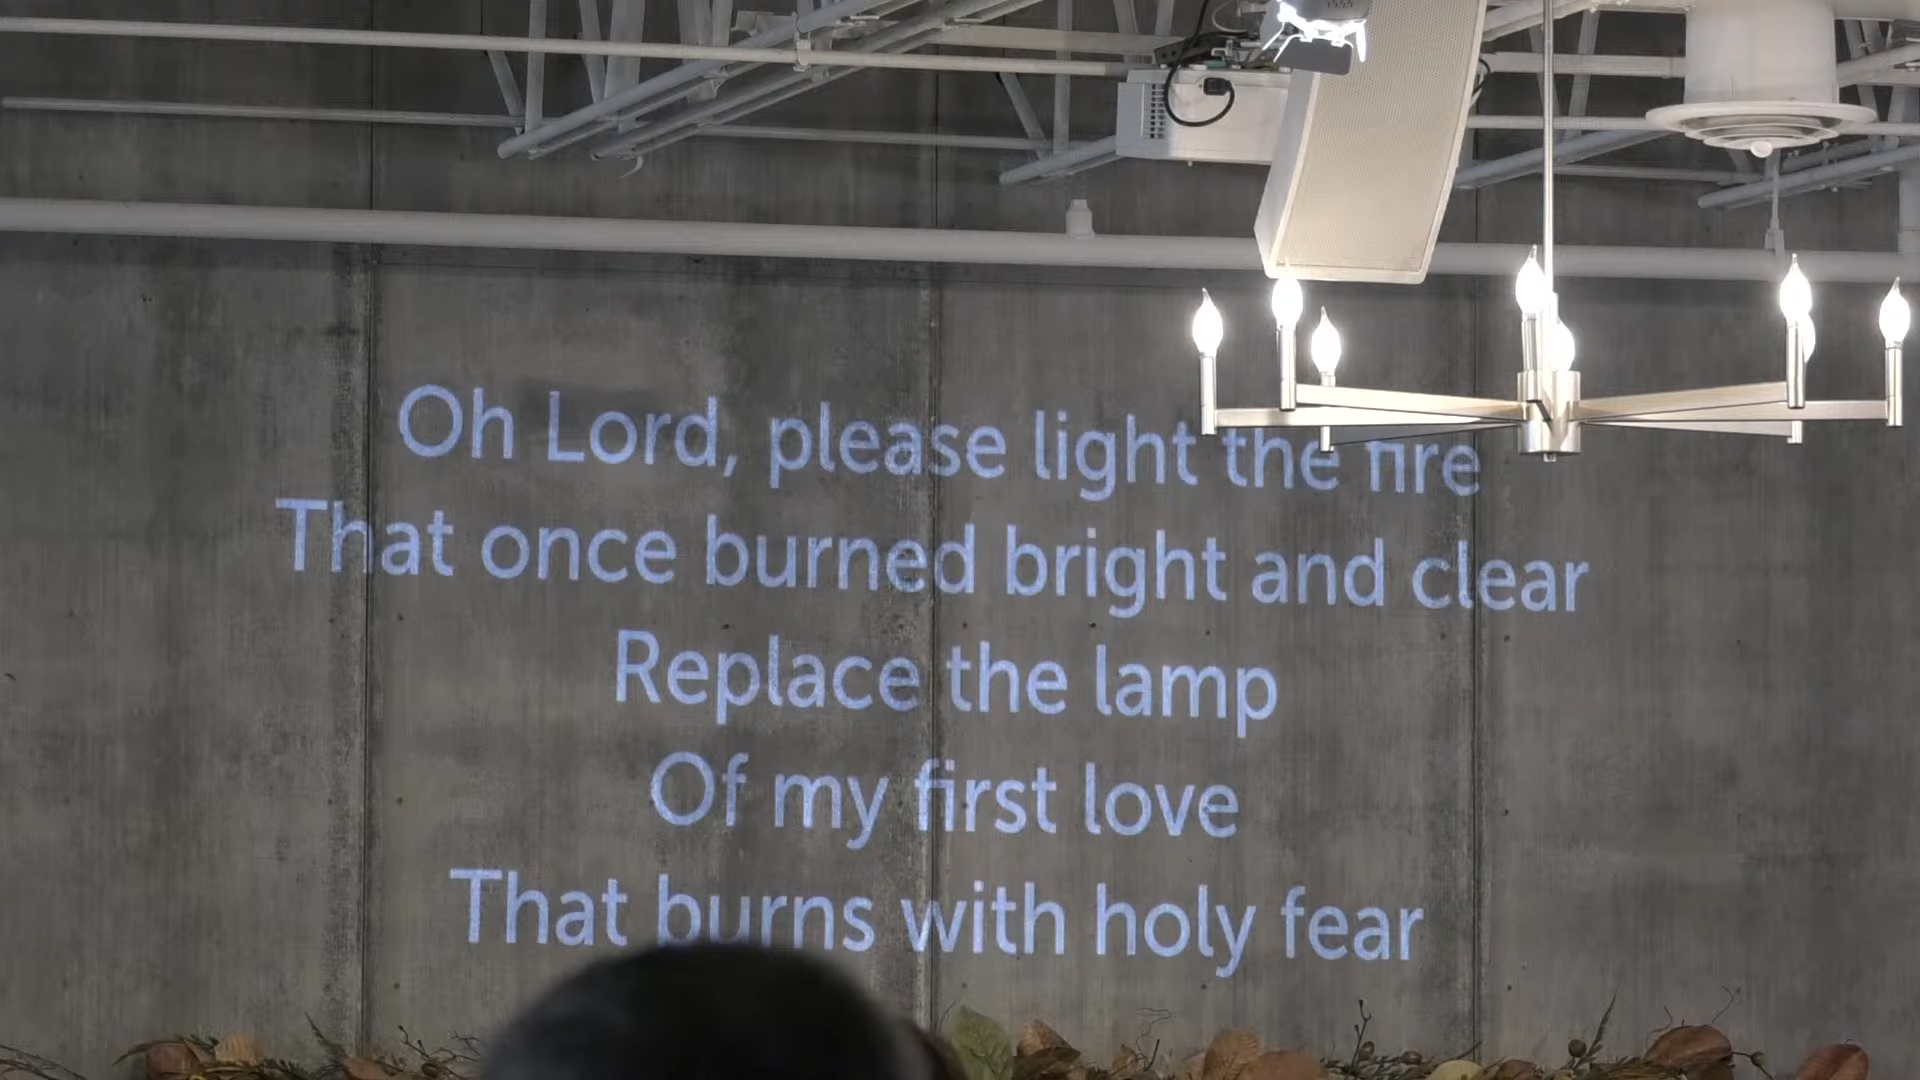 Oh Lord, please light the fire
That once burned bright and clear
Replace the lamp
Of my first love
That burns with holy fear